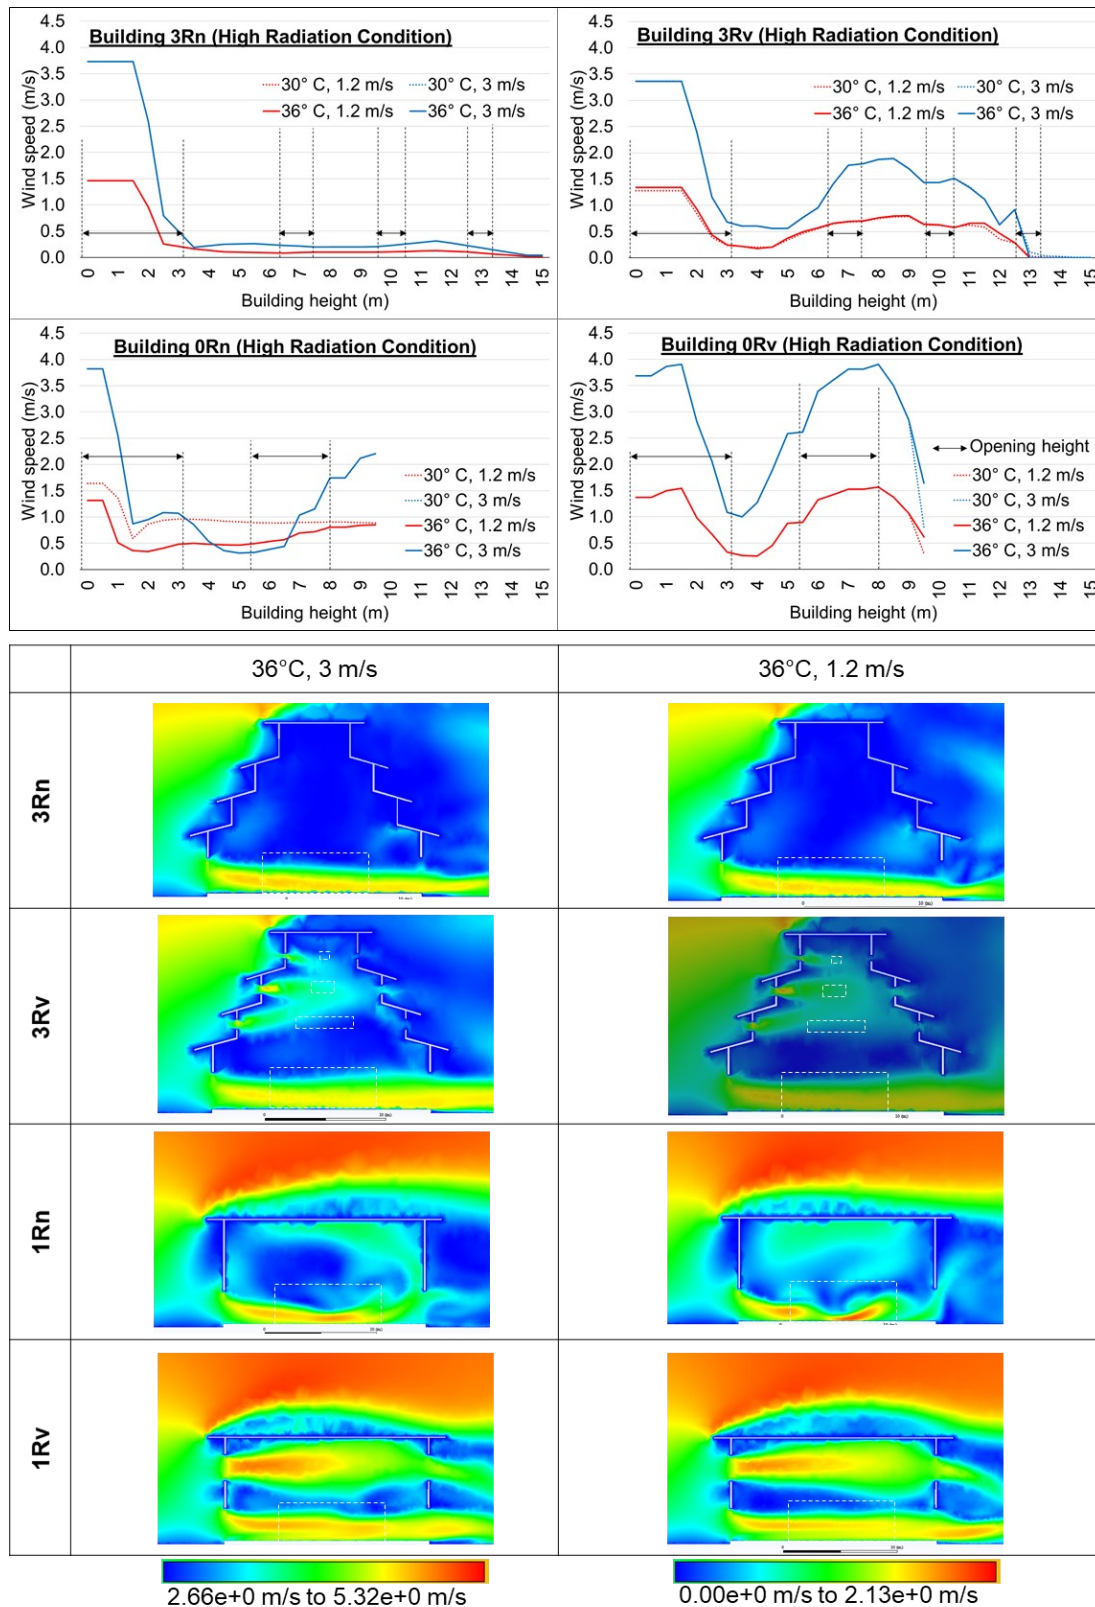 Building 3Rn (High Radiation Condition)
Wind speed (m/s)
4.5
4.0
3.5
3.0
2.5
2.0
1.5
1.0
0.5
0.0
30° C, 1.2 m/s
30° C, 3 m/s
36° C, 1.2 m/s
36° C, 3 m/s
0 1 2 3 4 5 6 7 8 9 10 11 12 13 14 15
Building height (m)
Building 3Rv (High Radiation Condition)
Wind speed (m/s)
4.5
4.0
3.5
3.0
2.5
2.0
1.5
1.0
0.5
0.0
30° C, 1.2 m/s
30° C, 3 m/s
36° C, 1.2 m/s
36° C, 3 m/s
0 1 2 3 4 5 6 7 8 9 10 11 12 13 14 15
Building height (m)
Building 0Rn (High Radiation Condition)
Wind speed (m/s)
4.5
4.0
3.5
3.0
2.5
2.0
1.5
1.0
0.5
0.0
30° C, 1.2 m/s
30° C, 3 m/s
36° C, 1.2 m/s
36° C, 3 m/s
0 1 2 3 4 5 6 7 8 9 10 11 12 13 14 15
Building height (m)
Building 0Rv (High Radiation Condition)
Wind speed (m/s)
4.5
4.0
3.5
3.0
2.5
2.0
1.5
1.0
0.5
0.0
Opening height
30° C, 1.2 m/s
30° C, 3 m/s
36° C, 1.2 m/s
36° C, 3 m/s
0 1 2 3 4 5 6 7 8 9 10 11 12 13 14 15
Building height (m)
36°C, 3 m/s
36°C, 1.2 m/s
3Rn
3Rv
1Rn
1Rv
2.66e+0 m/s to 5.32e+0 m/s
0.00e+0 m/s to 2.13e+0 m/s